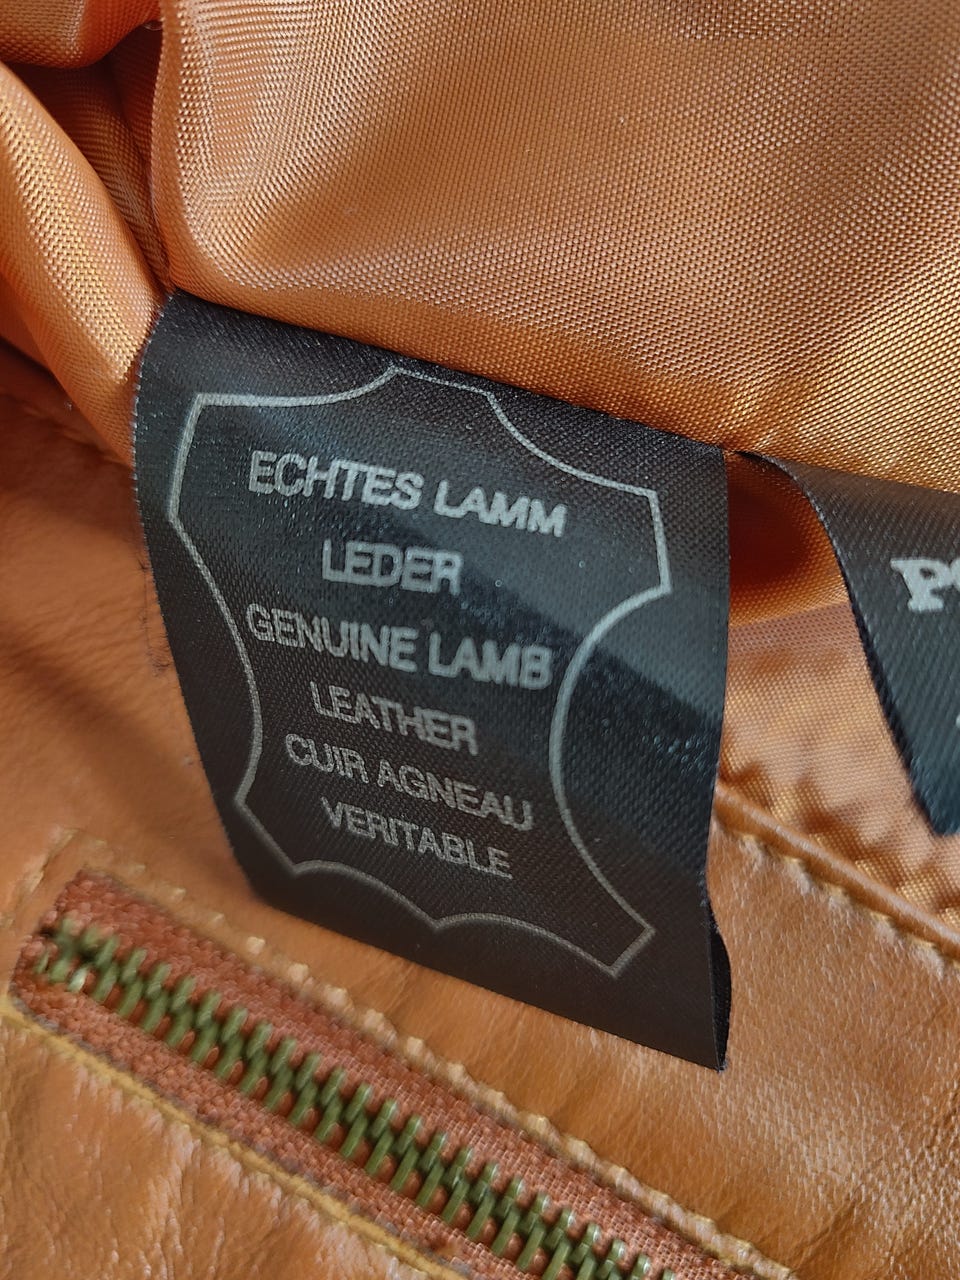 ECHTES LAMM
LEDER
GENUINE LAMB
LEATHER
CUIR AGNEAU
VERITABLE